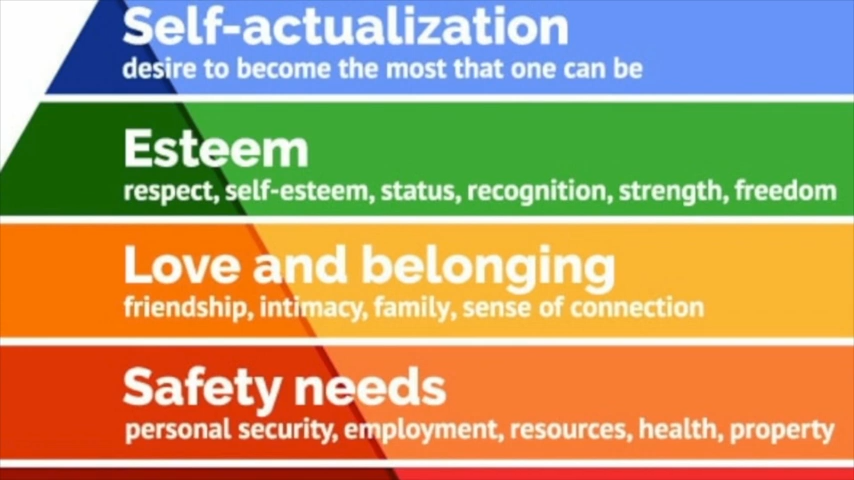 Self-actualization
desire to become the most that one can be
Esteem
respect, self-esteem, status, recognition, strength, freedom
Love and belonging
friendship, intimacy, family, sense of connection
Safety needs
personal security, employment, resources, health, property